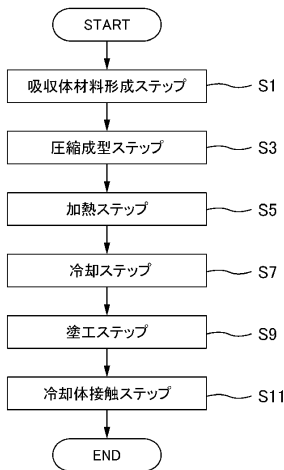 START
吸収体材料形成ステップ S1
圧縮成型ステップ S3
加熱ステップ S5
冷却ステップ S7
塗工ステップ S9
冷却体接触ステップ S11
END